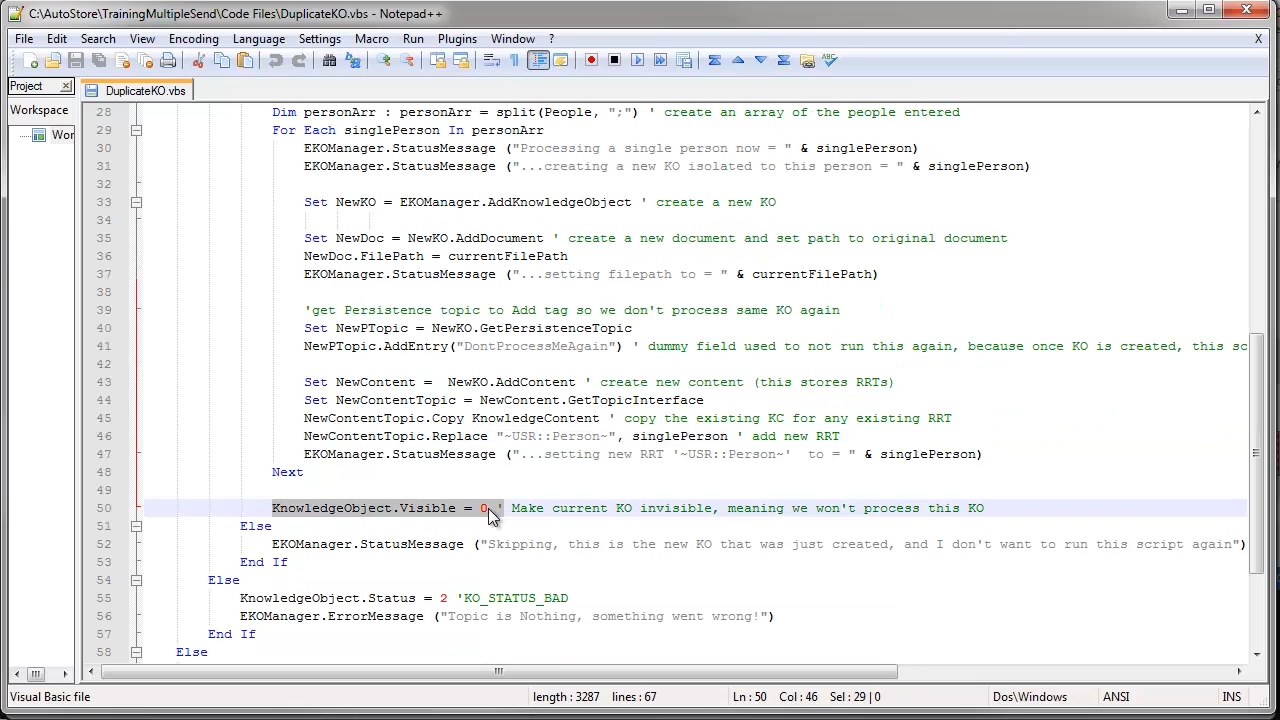 C:\AutoStore\TrainingMultipleSend\Code Files\DuplicateKO.vbs - Notepad++
File Edit Search View Encoding Language Settings Macro Run Plugins Window ? X
Project
DuplicateKO.vbs
Workspace
Wor
28 Dim personArr : personArr = split(People, ";") ' create an array of the people entered
29 For Each singlePerson In personArr
30 EKOManager.StatusMessage ("Processing a single person now = " & singlePerson)
31 EKOManager.StatusMessage ("...creating a new KO isolated to this person = " & singlePerson)
32
33 Set NewKO = EKOManager.AddKnowledgeObject ' create a new KO
34
35 Set NewDoc = NewKO.AddDocument ' create a new document and set path to original document
36 NewDoc.FilePath = currentFilePath
37 EKOManager.StatusMessage ("...setting filepath to = " & currentFilePath)
38
39 'get Persistence topic to Add tag so we don't process same KO again
40 Set NewPTopic = NewKO.GetPersistenceTopic
41 NewPTopic.AddEntry("DontProcessMeAgain") ' dummy field used to not run this again, because once KO is created, this sc
42
43 Set NewContent =  NewKO.AddContent ' create new content (this stores RRTs)
44 Set NewContentTopic = NewContent.GetTopicInterface
45 NewContentTopic.Copy KnowledgeContent ' copy the existing KC for any existing RRT
46 NewContentTopic.Replace "~USR::Person~", singlePerson ' add new RRT
47 EKOManager.StatusMessage ("...setting new RRT '~USR::Person~'  to = " & singlePerson)
48 Next
49
50 KnowledgeObject.Visible = 0 ' Make current KO invisible, meaning we won't process this KO
51 Else
52 EKOManager.StatusMessage ("Skipping, this is the new KO that was just created, and I don't want to run this script again")
53 End If
54 Else
55 KnowledgeObject.Status = 2 'KO_STATUS_BAD
56 EKOManager.ErrorMessage ("Topic is Nothing, something went wrong!")
57 End If
58 Else
Visual Basic file length : 3287 lines : 67 Ln : 50 Col : 46 Sel : 29 | 0 Dos\Windows ANSI INS